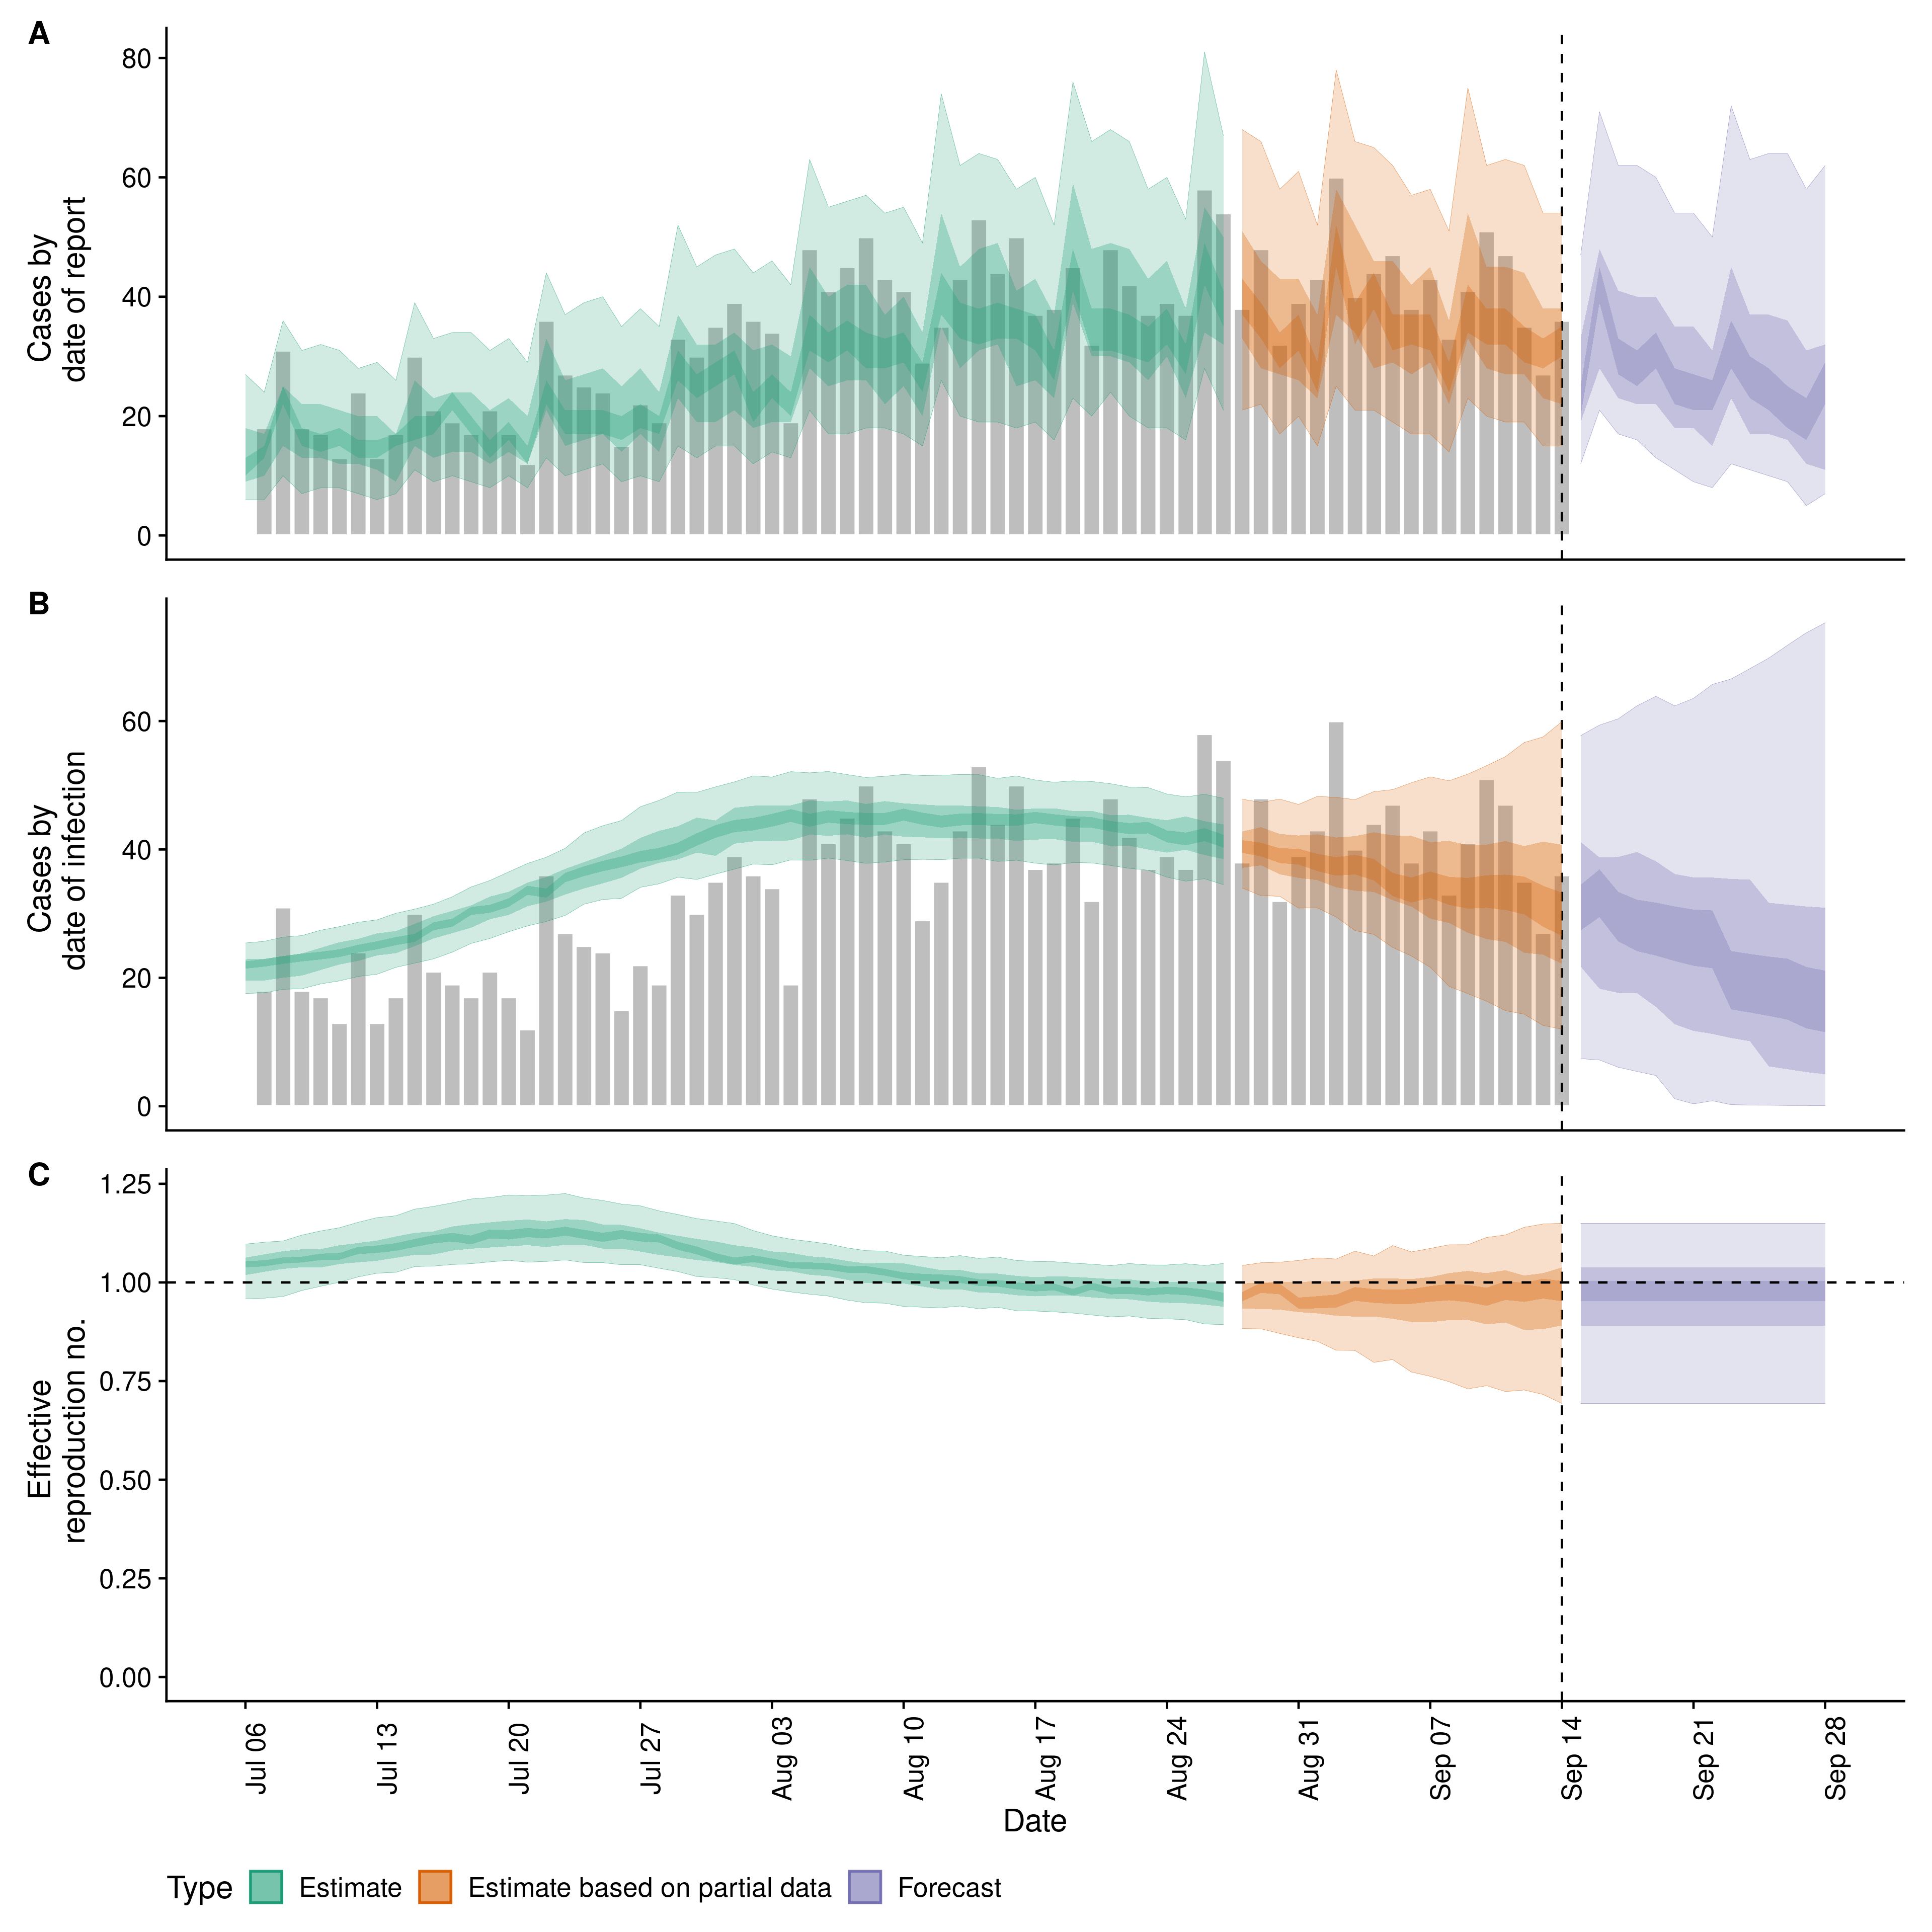 A
80
60
40
20
0
Cases by
date of report
B
60
40
20
0
Cases by
date of infection
C
1.25
1.00
0.75
0.50
0.25
0.00
Effective
reproduction no.
Jul 06
Jul 13
Jul 20
Jul 27
Aug 03
Aug 10
Aug 17
Aug 24
Aug 31
Sep 07
Sep 14
Sep 21
Sep 28
Date
Type Estimate Estimate based on partial data Forecast